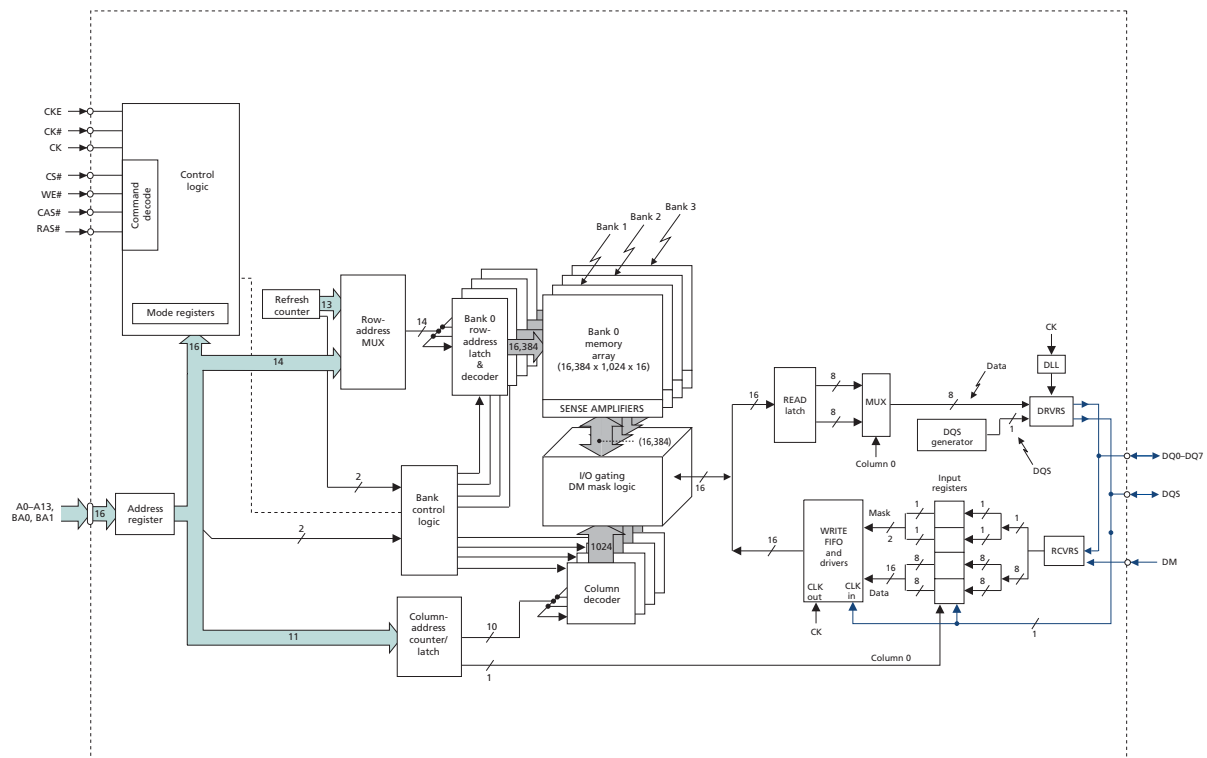 CKE
CK#
CK
CS#
WE#
CAS#
RAS#
Command
decode
Control
logic
Mode registers
16
Refresh
counter
13
14
Row-
address
MUX
14
Bank 0
row-
address
latch
&
decoder
16,384
Bank 1
Bank 2
Bank 3
Bank 0
memory
array
(16,384 x 1,024 x 16)
SENSE AMPLIFIERS
(16,384)
I/O gating
DM mask logic
16
A0–A13,
BA0, BA1
16
Address
register
2
2
Bank
control
logic
1024
Column
decoder
11
Column-
address
counter/
latch
10
1
Column 0
16
READ
latch
8
8
MUX
Column 0
8
Data
DQS
generator
1
DQS
CK
DLL
DRVRS
DQ0–DQ7
DQS
DM
16
WRITE
FIFO
and
drivers
CLK
out
CLK
in
CK
Mask
2
16
Data
Input
registers
1
1
8
8
1
1
8
8
1
8
RCVRS
1